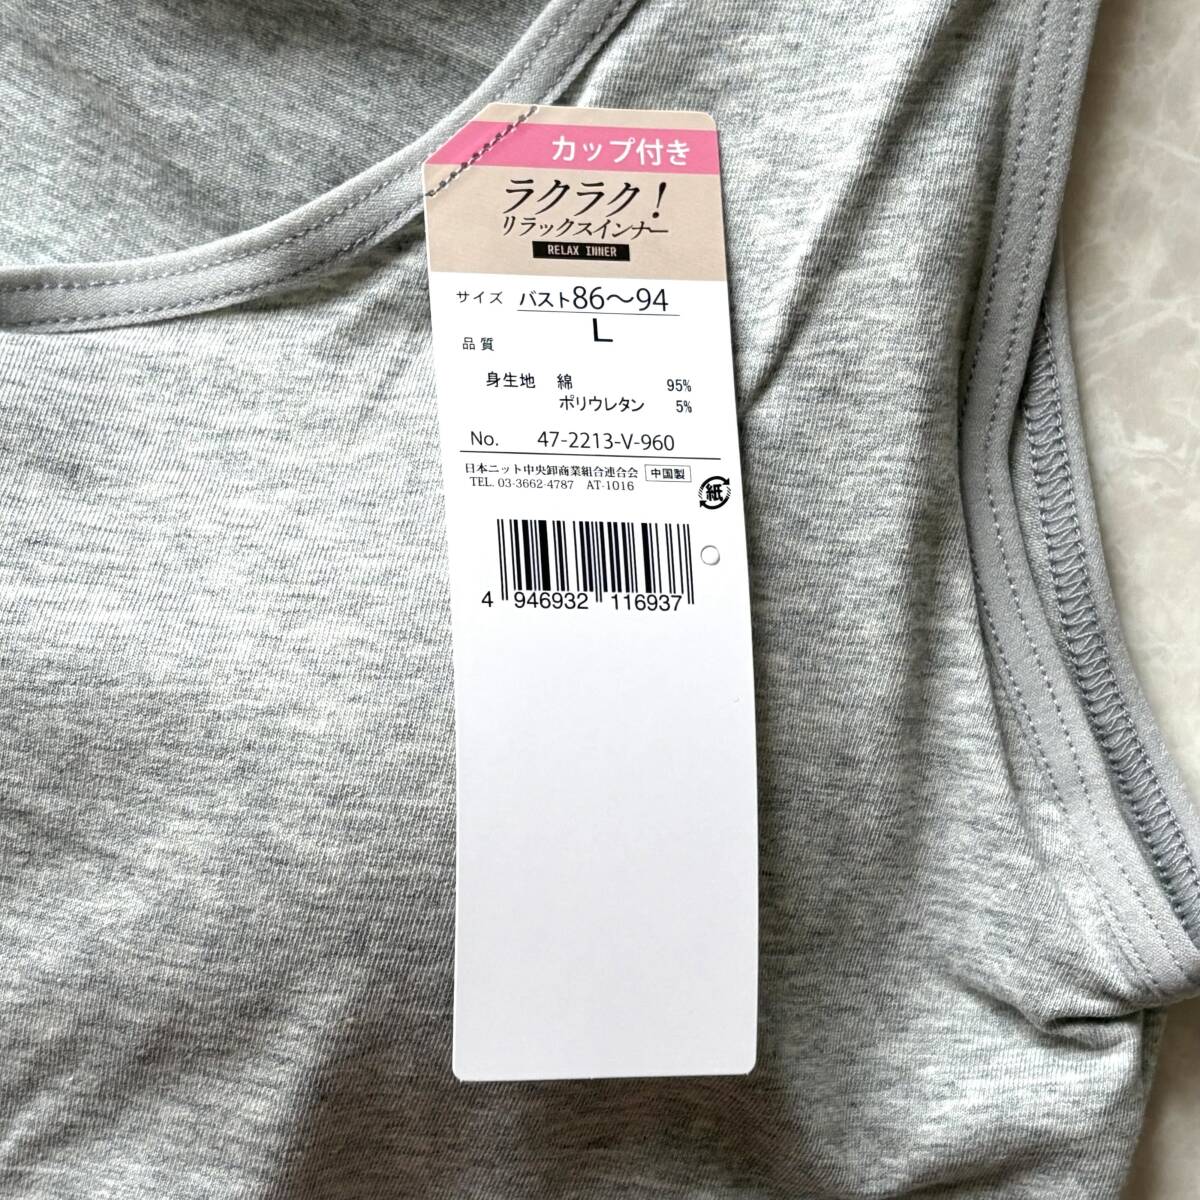 カップ付き
ラクラク!
リラックスインナー
RELAX INNER
サイズ バスト86～94
L
品質
身生地 綿 95%
ポリウレタン 5%
No. 47-2213-V-960
日本ニット中央卸商業組合連合会 中国製
TEL. 03-3662-4787 AT-1016
紙
4 946932 116937